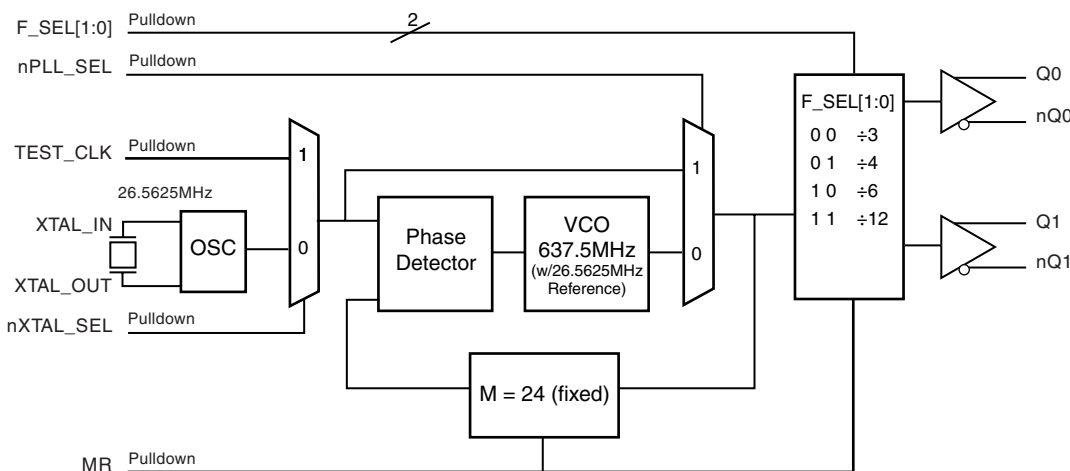 F_SEL[1:0] Pulldown
2
nPLL_SEL Pulldown
TEST_CLK Pulldown
26.5625MHz
XTAL_IN
OSC
XTAL_OUT
nXTAL_SEL Pulldown
1
0
Phase
Detector
VCO
637.5MHz
(w/26.5625MHz
Reference)
1
0
M = 24 (fixed)
MR Pulldown
F_SEL[1:0]
0 0 ÷3
0 1 ÷4
1 0 ÷6
1 1 ÷12
Q0
nQ0
Q1
nQ1